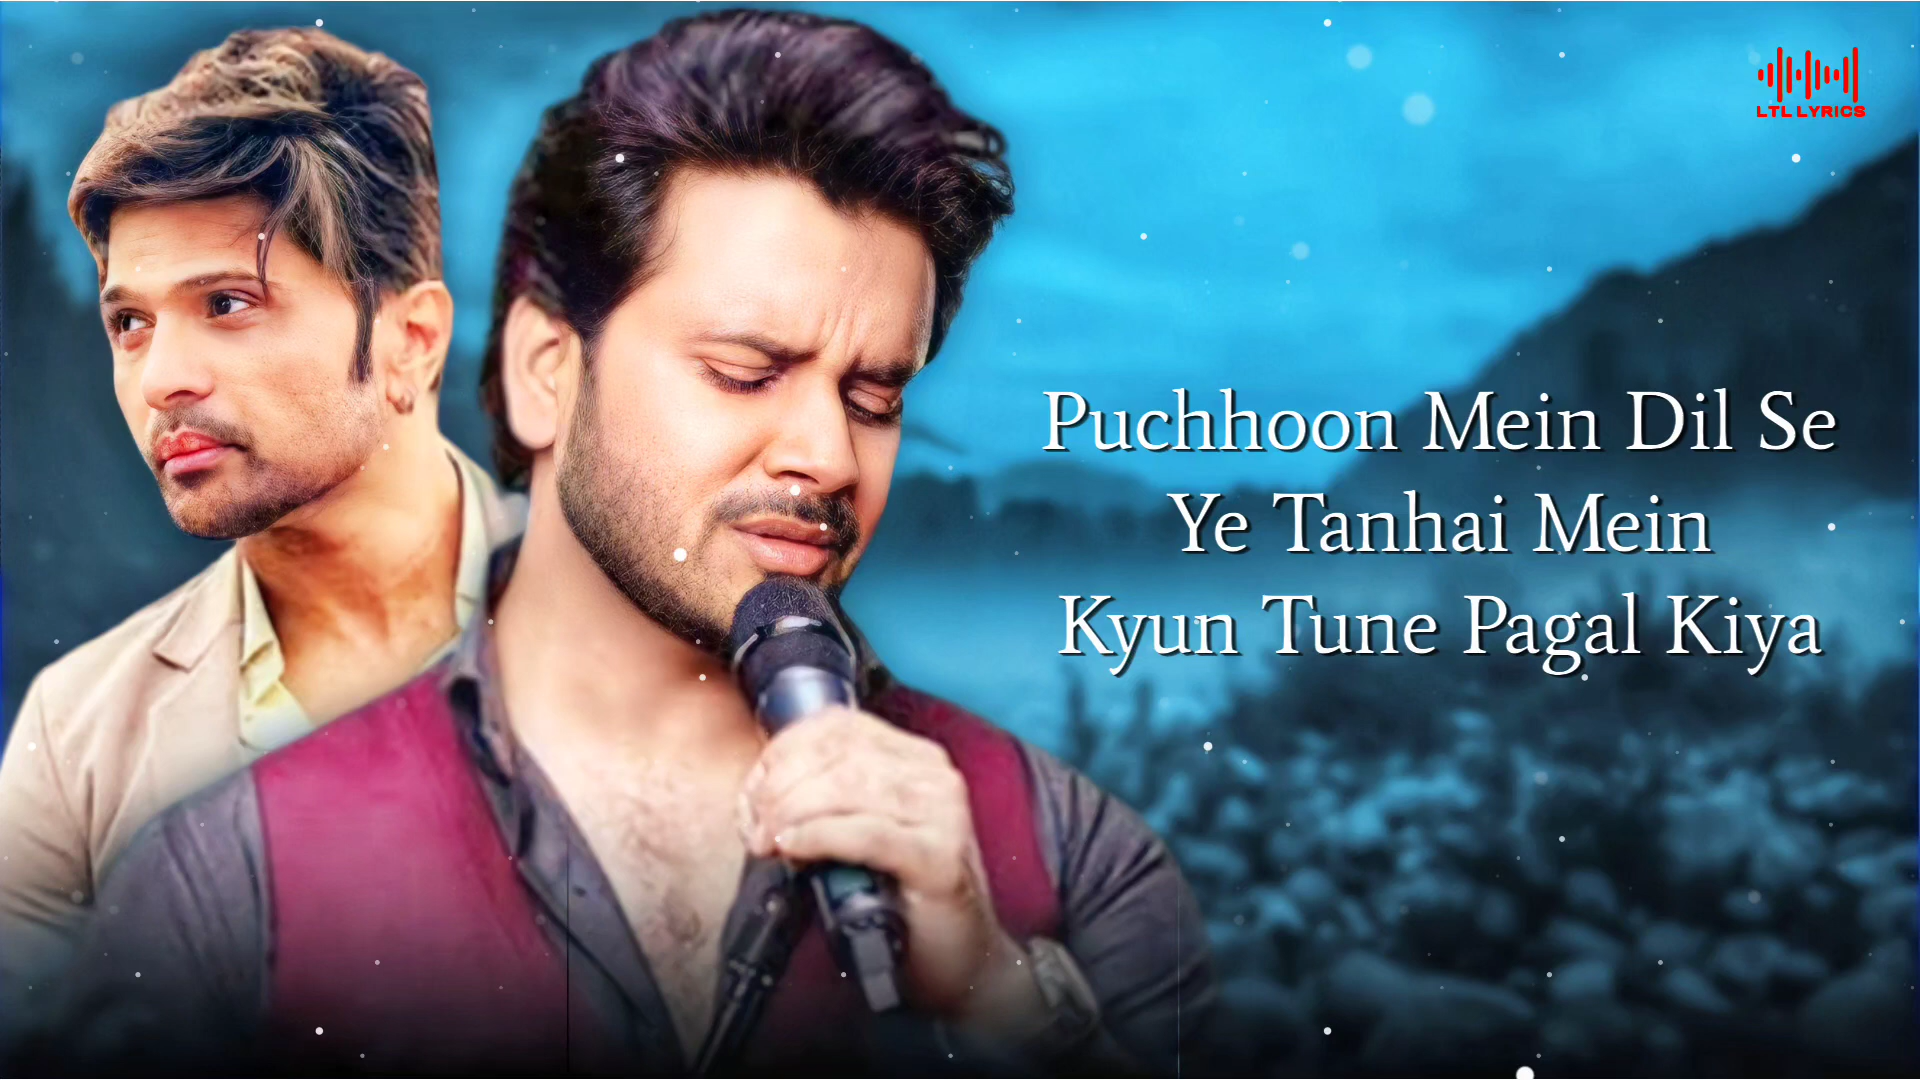 LTL LYRICS
Puchhoon Mein Dil Se
Ye Tanhai Mein
Kyun Tune Pagal Kiya